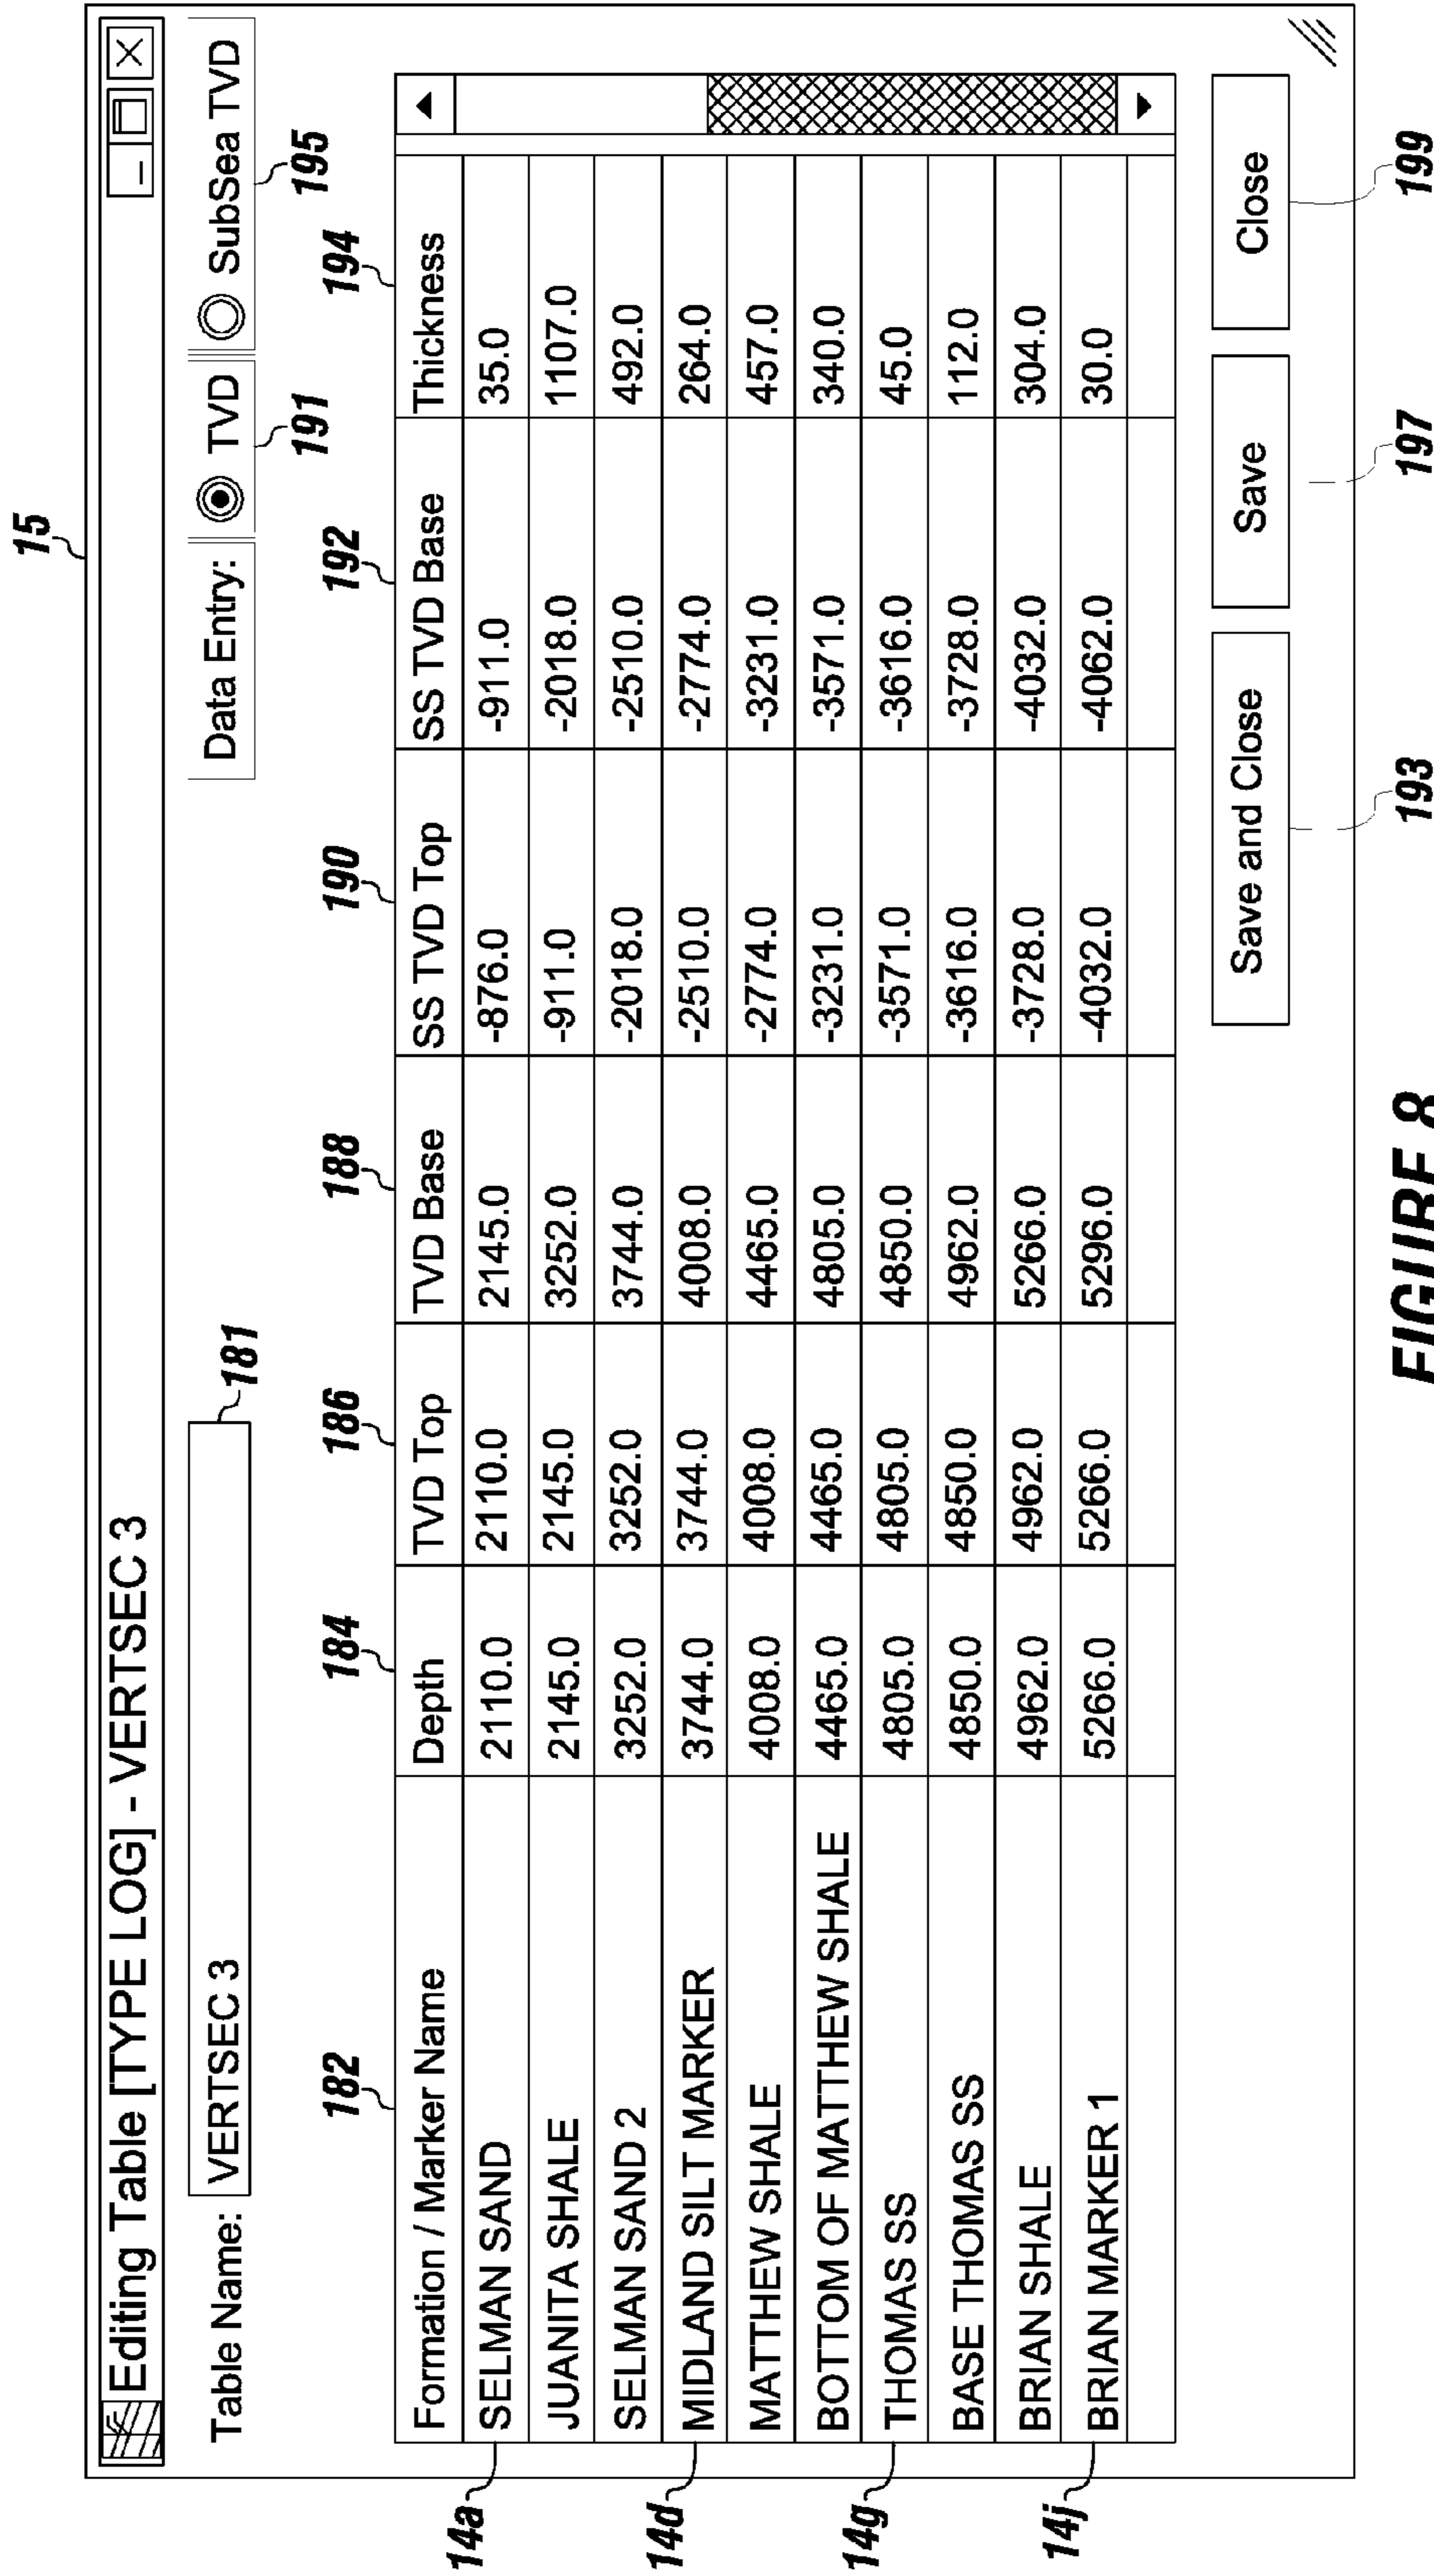 15
Editing Table [TYPE LOG] - VERTSEC 3
Table Name: VERTSEC 3 Data Entry: TVD SubSea TVD
181 191 195
182 184 186 188 190 192 194
Formation / Marker Name Depth TVD Top TVD Base SS TVD Top SS TVD Base Thickness
14a SELMAN SAND 2110.0 2110.0 2145.0 -876.0 -911.0 35.0
JUANITA SHALE 2145.0 2145.0 3252.0 -911.0 -2018.0 1107.0
SELMAN SAND 2 3252.0 3252.0 3744.0 -2018.0 -2510.0 492.0
14d MIDLAND SILT MARKER 3744.0 3744.0 4008.0 -2510.0 -2774.0 264.0
MATTHEW SHALE 4008.0 4008.0 4465.0 -2774.0 -3231.0 457.0
BOTTOM OF MATTHEW SHALE 4465.0 4465.0 4805.0 -3231.0 -3571.0 340.0
14g THOMAS SS 4805.0 4805.0 4850.0 -3571.0 -3616.0 45.0
BASE THOMAS SS 4850.0 4850.0 4962.0 -3616.0 -3728.0 112.0
BRIAN SHALE 4962.0 4962.0 5266.0 -3728.0 -4032.0 304.0
14j BRIAN MARKER 1 5266.0 5266.0 5296.0 -4032.0 -4062.0 30.0
Save and Close Save Close
193 197 199
FIGURE 8